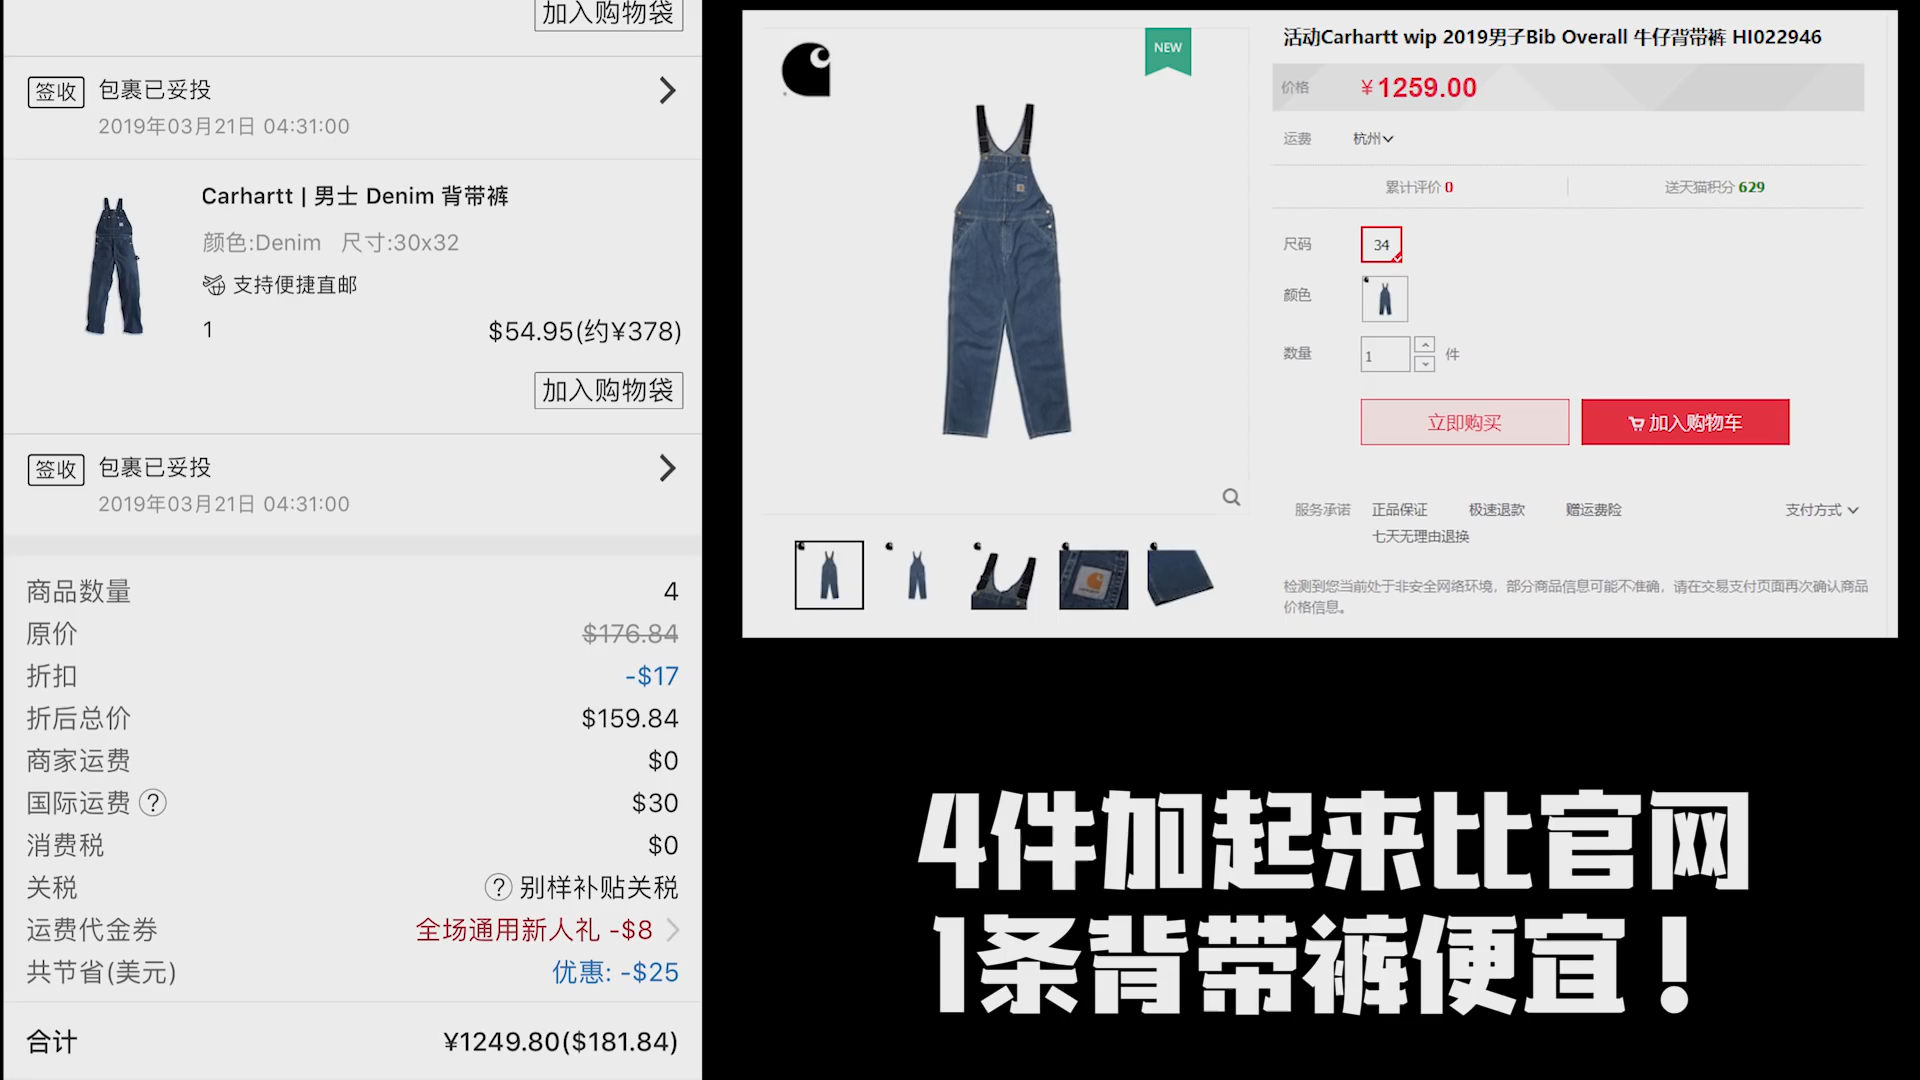 加入购物袋
签收 包裹已妥投
2019年03月21日 04:31:00
Carhartt | 男士 Denim 背带裤
颜色:Denim 尺寸:30x32
支持便捷直邮
1 $54.95(约¥378)
加入购物袋
签收 包裹已妥投
2019年03月21日 04:31:00
商品数量 4
原价 $176.84
折扣 -$17
折后总价 $159.84
商家运费 $0
国际运费 ? $30
消费税 $0
关税 ? 别样补贴关税
运费代金券 全场通用新人礼 -$8
共节省(美元) 优惠: -$25
合计 ¥1249.80($181.84)
NEW
活动Carhartt wip 2019男子Bib Overall 牛仔背带裤 HI022946
价格 ¥1259.00
运费 杭州
累计评价 0 送天猫积分 629
尺码 34
颜色
数量 1 件
立即购买 加入购物车
服务承诺 正品保证 极速退款 赠运费险 支付方式
七天无理由退换
检测到您当前处于非安全网络环境，部分商品信息可能不准确，请在交易支付页面再次确认商品
价格信息。
4件加起来比官网
1条背带裤便宜！